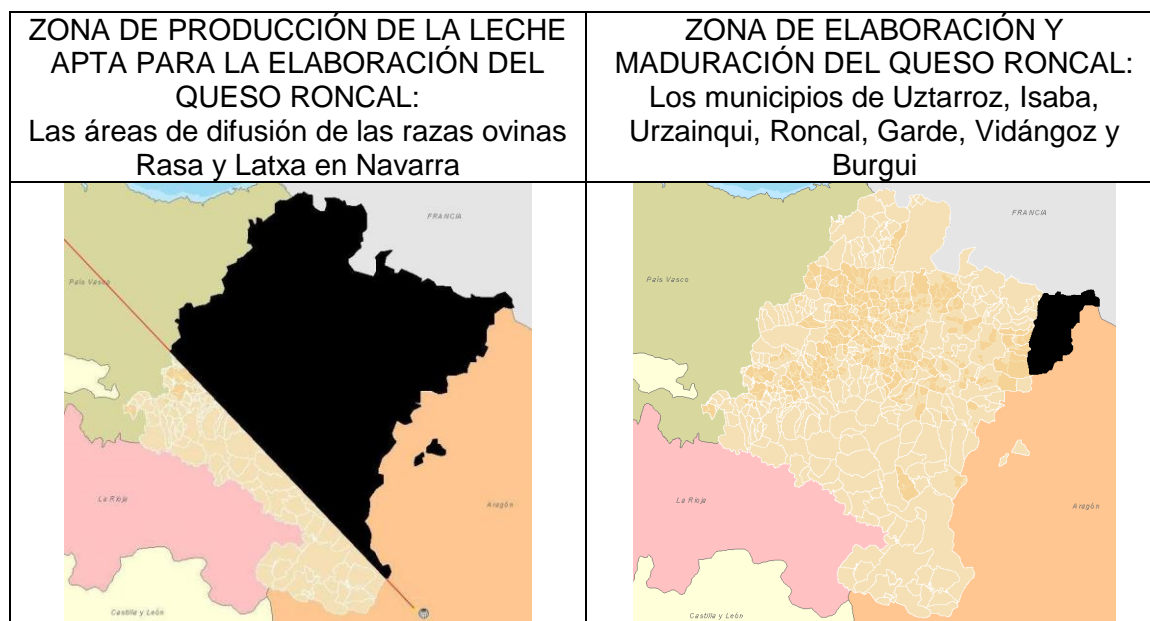 ZONA DE PRODUCCIÓN DE LA LECHE
APTA PARA LA ELABORACIÓN DEL
QUESO RONCAL:
Las áreas de difusión de las razas ovinas
Rasa y Latxa en Navarra
ZONA DE ELABORACIÓN Y
MADURACIÓN DEL QUESO RONCAL:
Los municipios de Uztarroz, Isaba,
Urzainqui, Roncal, Garde, Vidángoz y
Burgui
FRANCIA
País Vasco
La Rioja
Aragón
Castilla y León
FRANCIA
País Vasco
La Rioja
Aragón
Castilla y León